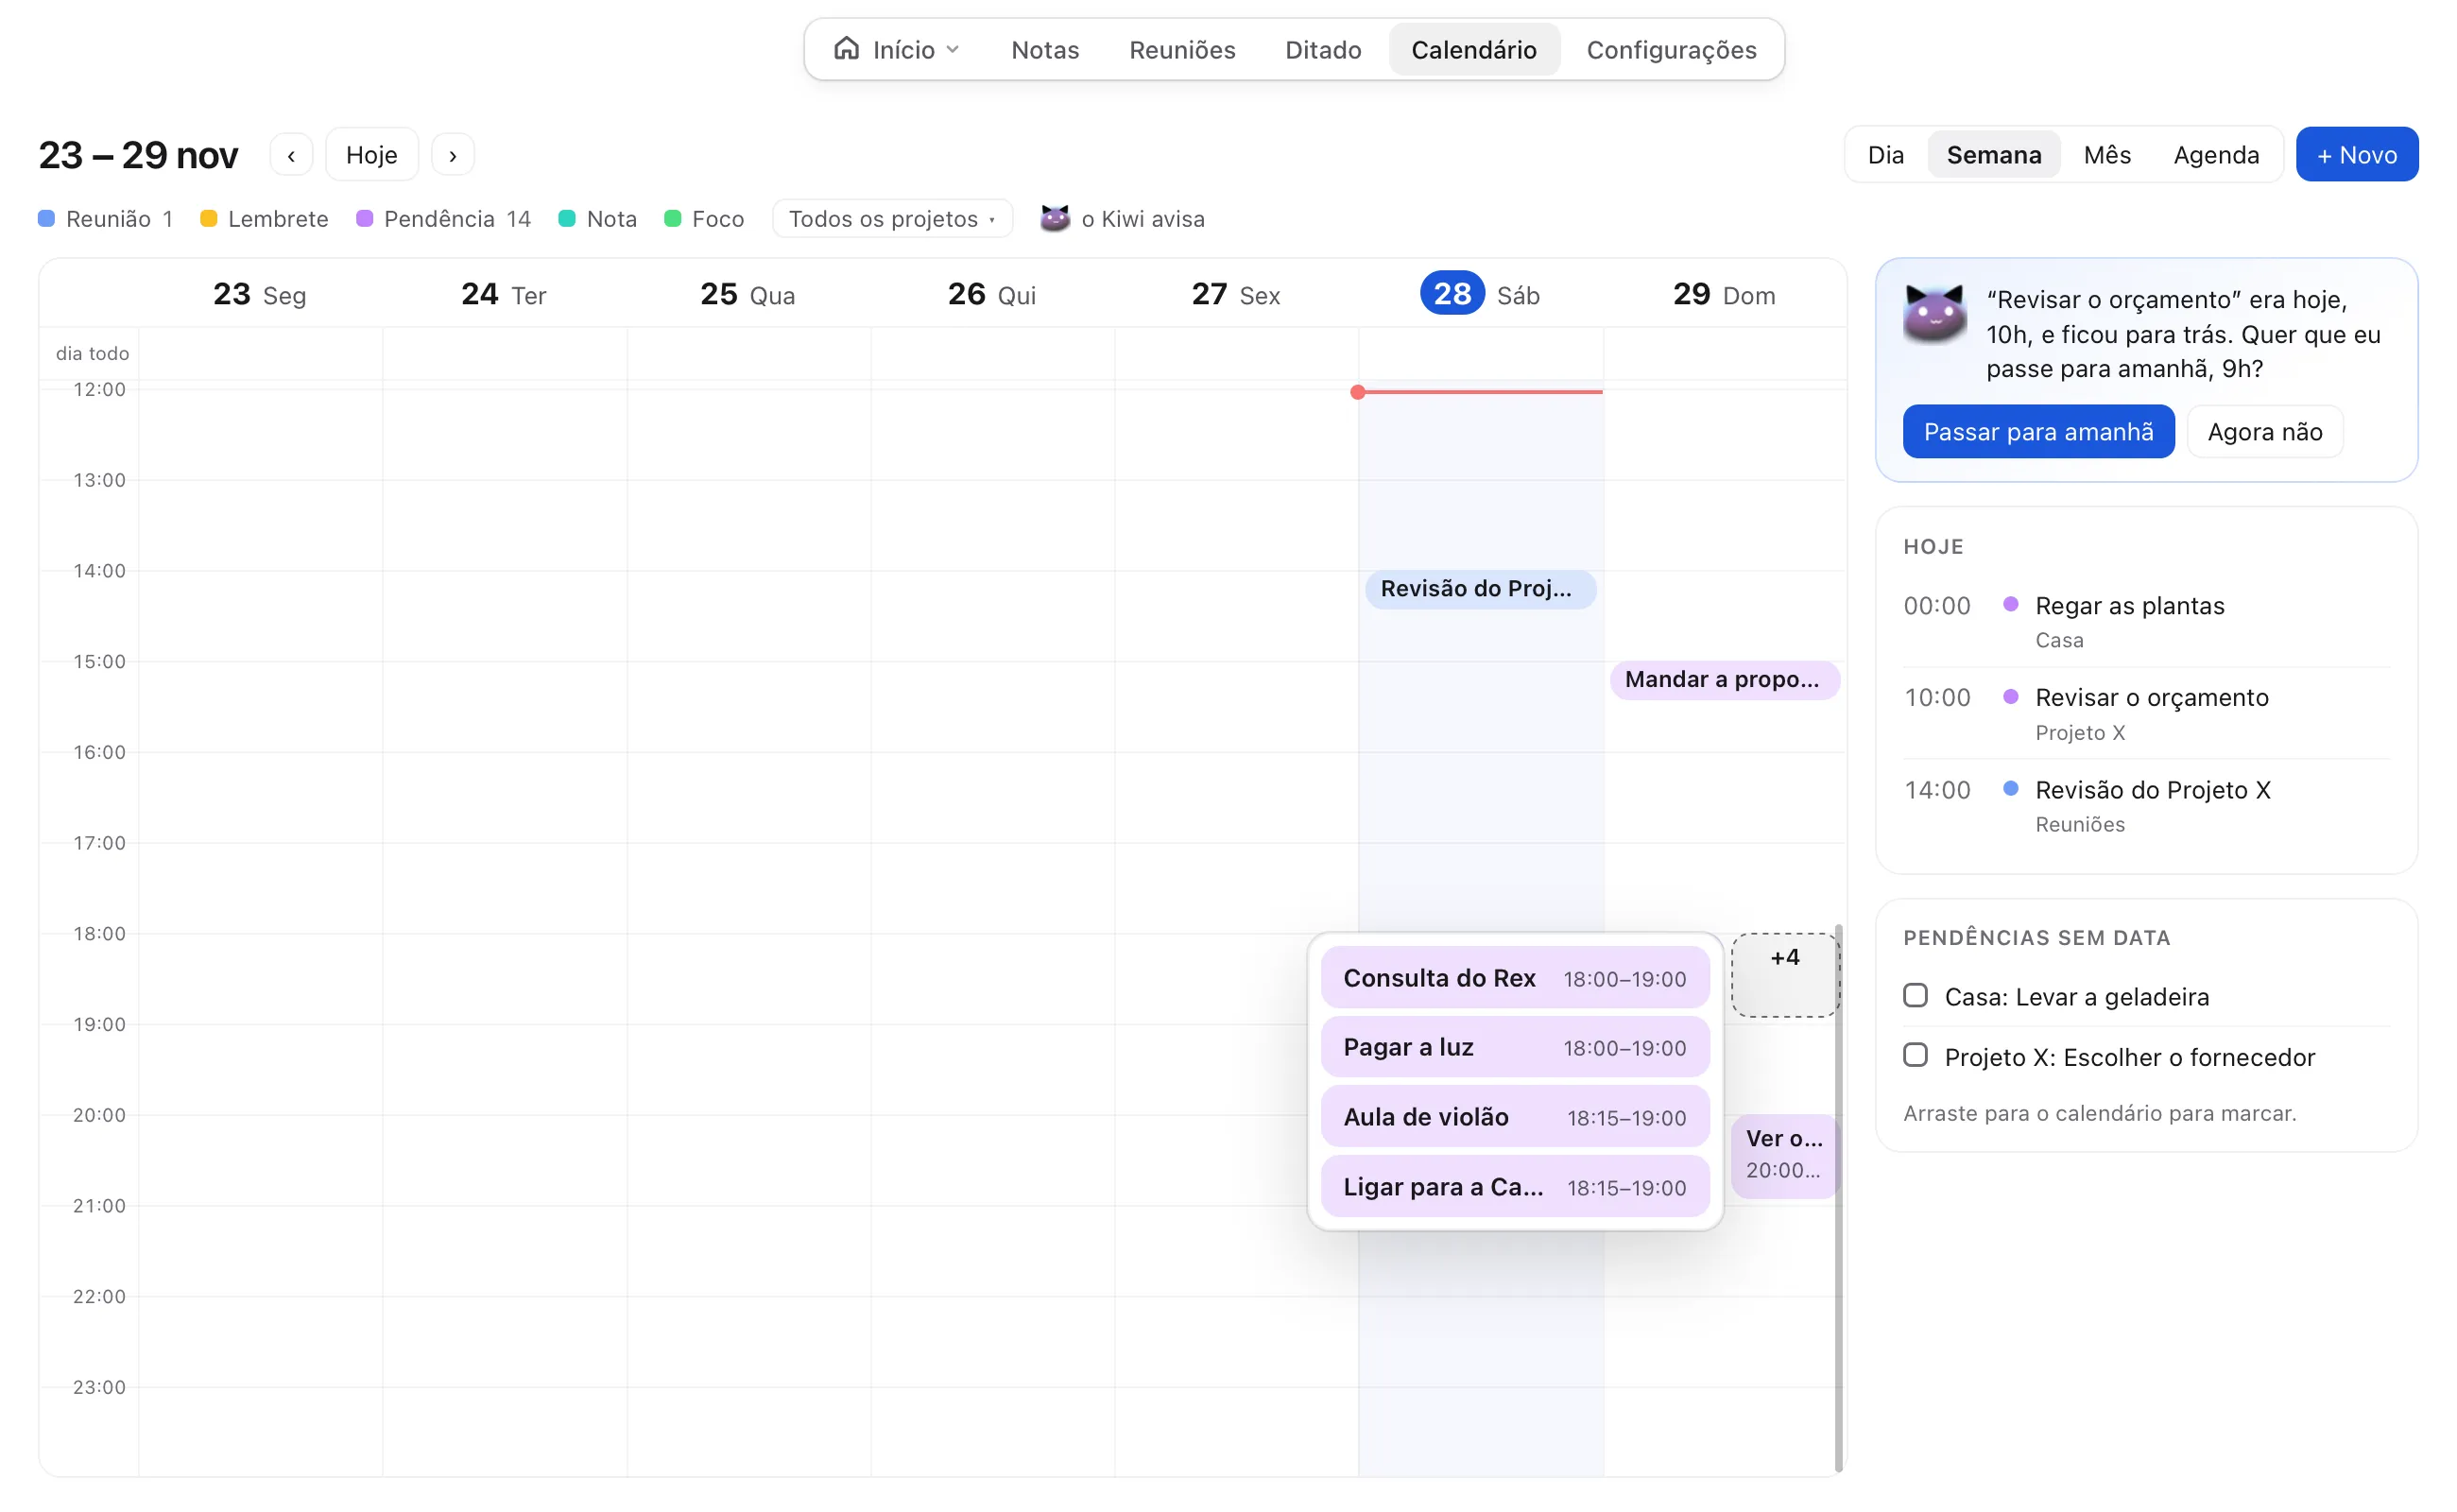 Início
Notas
Reuniões
Ditado
Calendário
Configurações
23 – 29 nov
‹
Hoje
›
Dia
Semana
Mês
Agenda
+ Novo
Reunião 1
Lembrete
Pendência 14
Nota
Foco
Todos os projetos
o Kiwi avisa
23 Seg
24 Ter
25 Qua
26 Qui
27 Sex
28 Sáb
29 Dom
dia todo
12:00
13:00
14:00
Revisão do Proj...
15:00
Mandar a propo...
16:00
17:00
18:00
+4
Consulta do Rex 18:00–19:00
19:00
Pagar a luz 18:00–19:00
20:00
Aula de violão 18:15–19:00
Ver o...
20:00...
Ligar para a Ca... 18:15–19:00
21:00
22:00
23:00
“Revisar o orçamento” era hoje,
10h, e ficou para trás. Quer que eu
passe para amanhã, 9h?
Passar para amanhã
Agora não
HOJE
00:00 Regar as plantas
Casa
10:00 Revisar o orçamento
Projeto X
14:00 Revisão do Projeto X
Reuniões
PENDÊNCIAS SEM DATA
Casa: Levar a geladeira
Projeto X: Escolher o fornecedor
Arraste para o calendário para marcar.